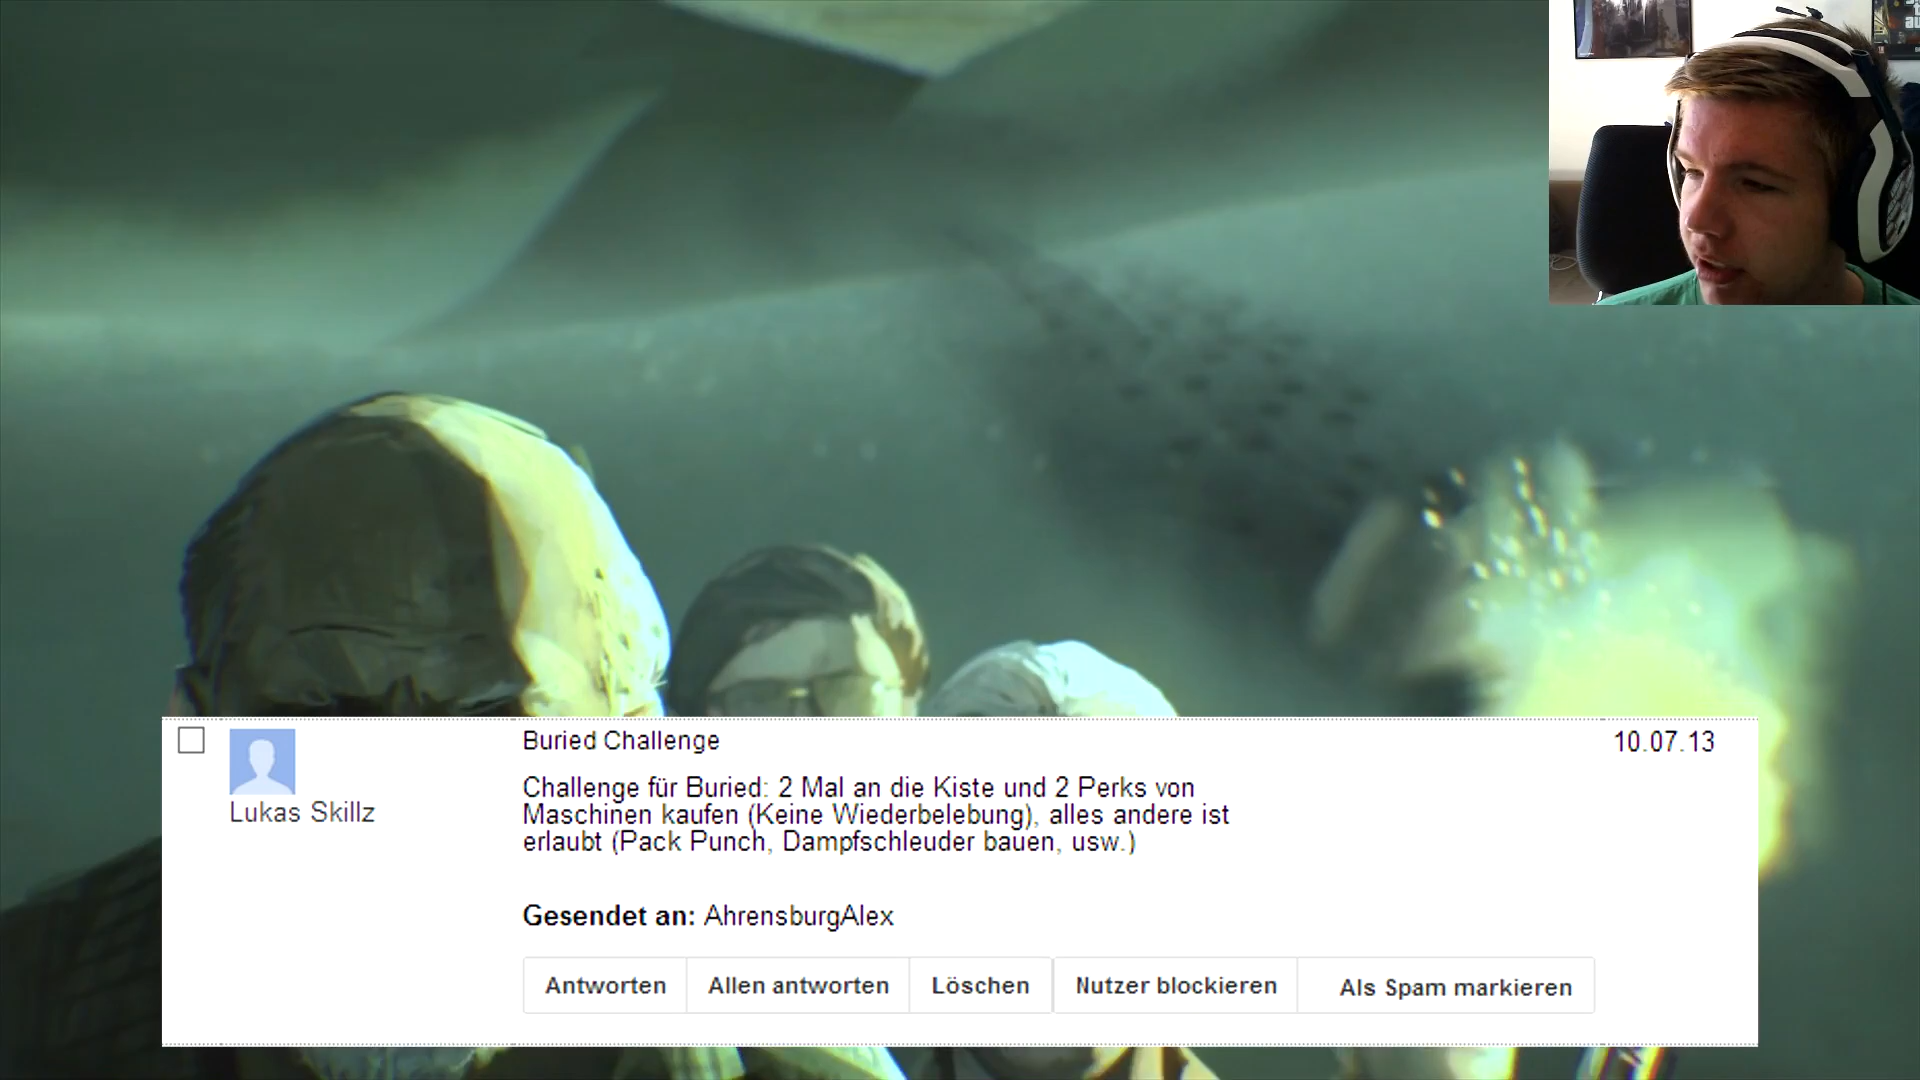 Buried Challenge
10.07.13
Challenge für Buried: 2 Mal an die Kiste und 2 Perks von
Maschinen kaufen (Keine Wiederbelebung), alles andere ist
erlaubt (Pack Punch, Dampfschleuder bauen, usw.)
Lukas Skillz
Gesendet an: AhrensburgAlex
Antworten
Allen antworten
Löschen
Nutzer blockieren
Als Spam markieren